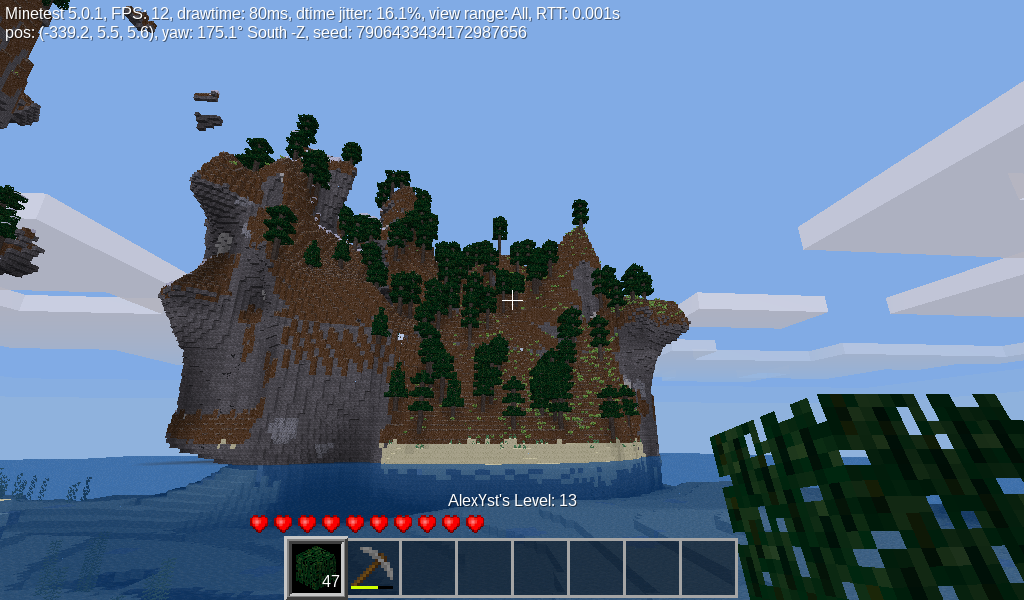 Minetest 5.0.1, FPS: 12, drawtime: 80ms, dtime jitter: 16.1%, view range: All, RTT: 0.001s
pos: (-339.2, 5.5, 5.6), yaw: 175.1° South -Z, seed: 7906433434172987656
AlexYst's Level: 13
47